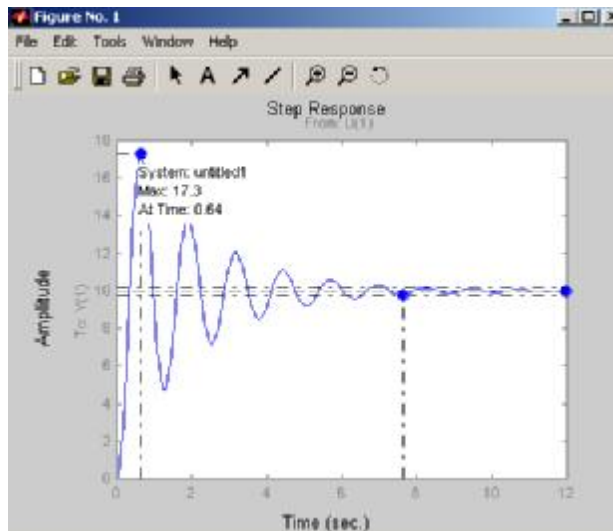 Figure No. 1
File Edit Tools Window Help
A
Step Response
From: U(1)
18
16
14
12
10
8
6
4
2
0
System: untitled1
Max: 17.3
At Time: 0.64
Amplitude
To: Y(1)
0 2 4 6 8 10 12
Time (sec.)